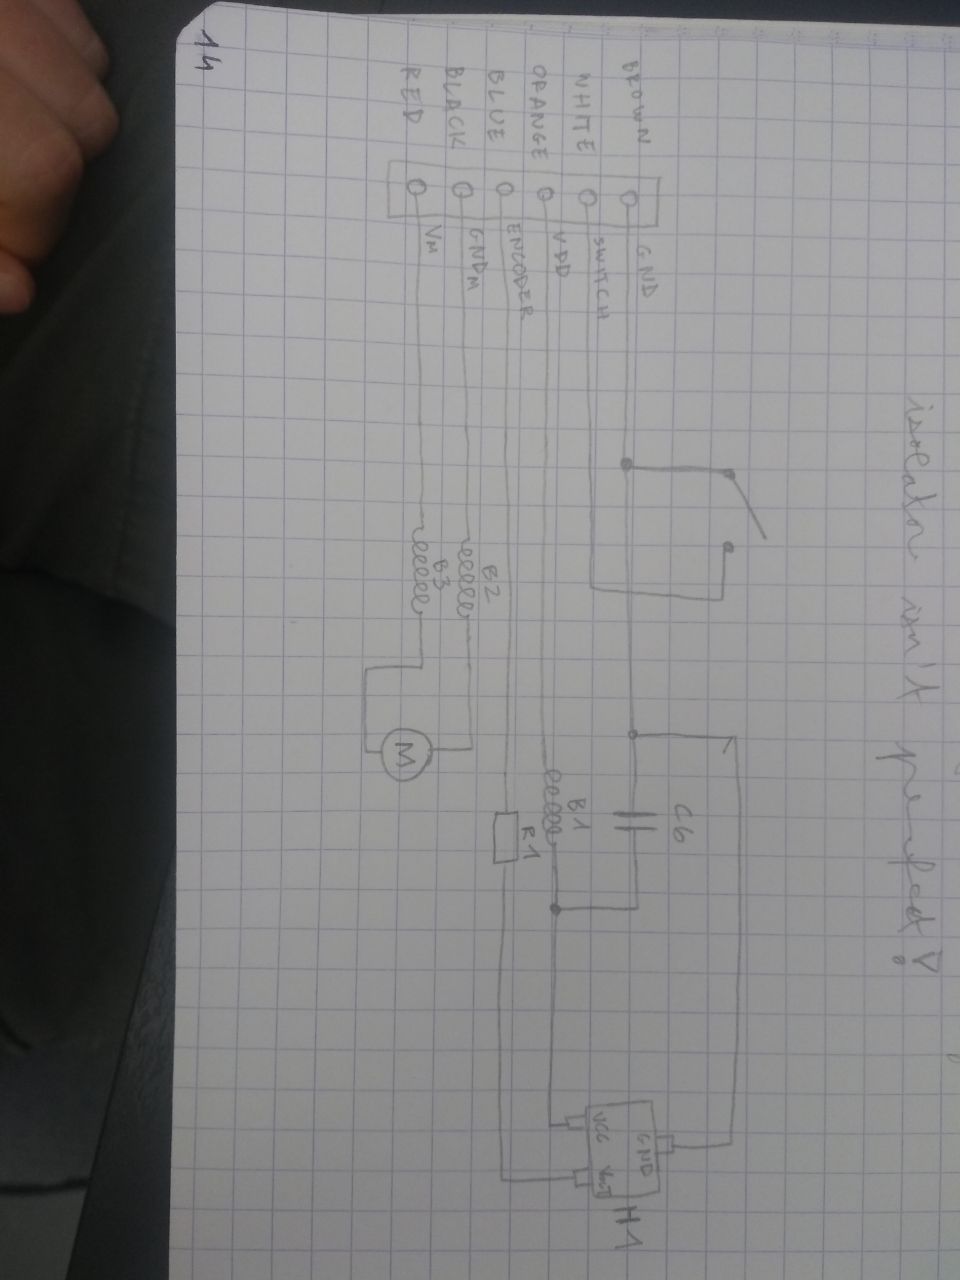 isolator isn't perfect!
BROWN GND
WHITE SWITCH
ORANGE VDD
BLUE ENCODER
BLACK GNDM
RED VM
C6
B1
R1
B2
B3
M
GND
VCC Vout
H1
14